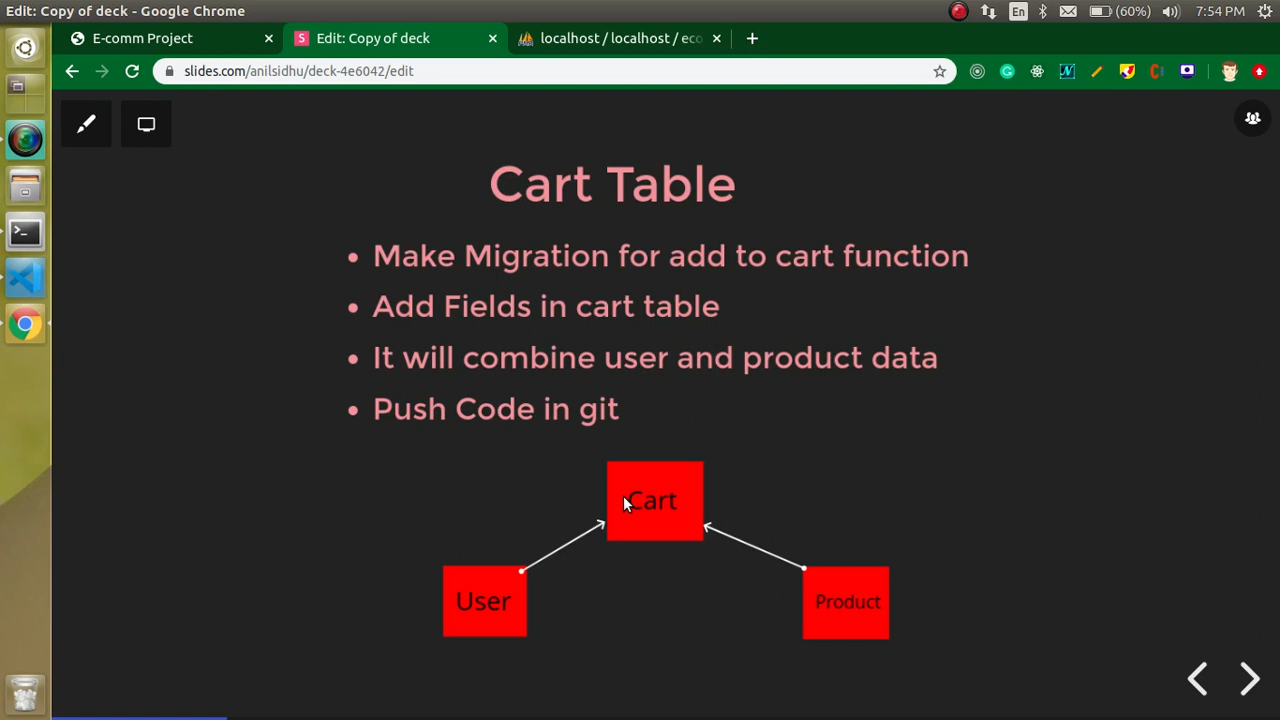 Edit: Copy of deck - Google Chrome
En
(60%)
7:54 PM
E-comm Project
S
Edit: Copy of deck
localhost / localhost / eco
slides.com/anilsidhu/deck-4e6042/edit
Cart Table
• Make Migration for add to cart function
• Add Fields in cart table
• It will combine user and product data
• Push Code in git
Cart
User
Product